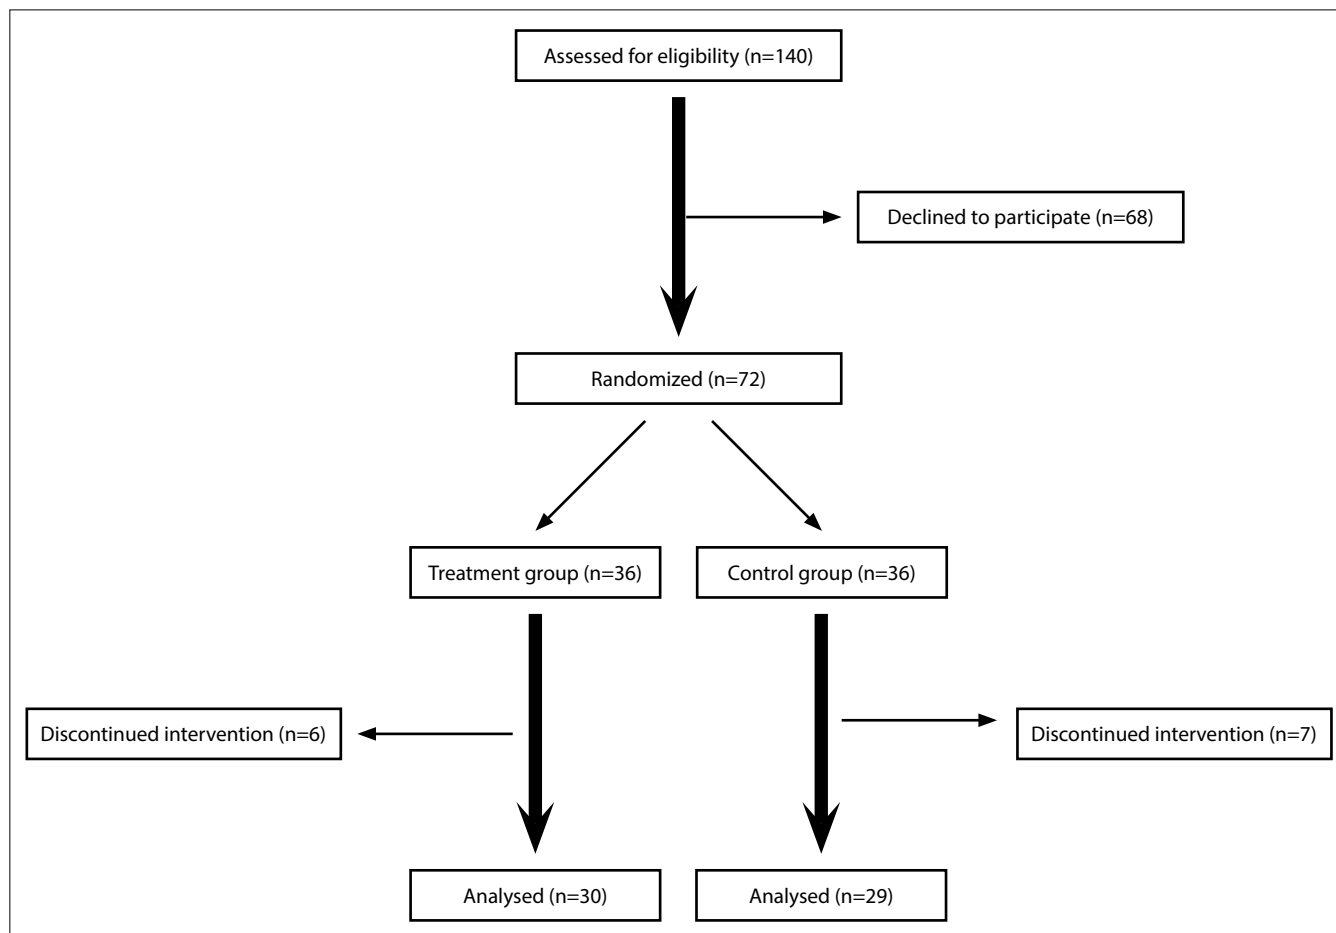 Assessed for eligibility (n=140)
Declined to participate (n=68)
Randomized (n=72)
Treatment group (n=36)
Control group (n=36)
Discontinued intervention (n=6)
Discontinued intervention (n=7)
Analysed (n=30)
Analysed (n=29)